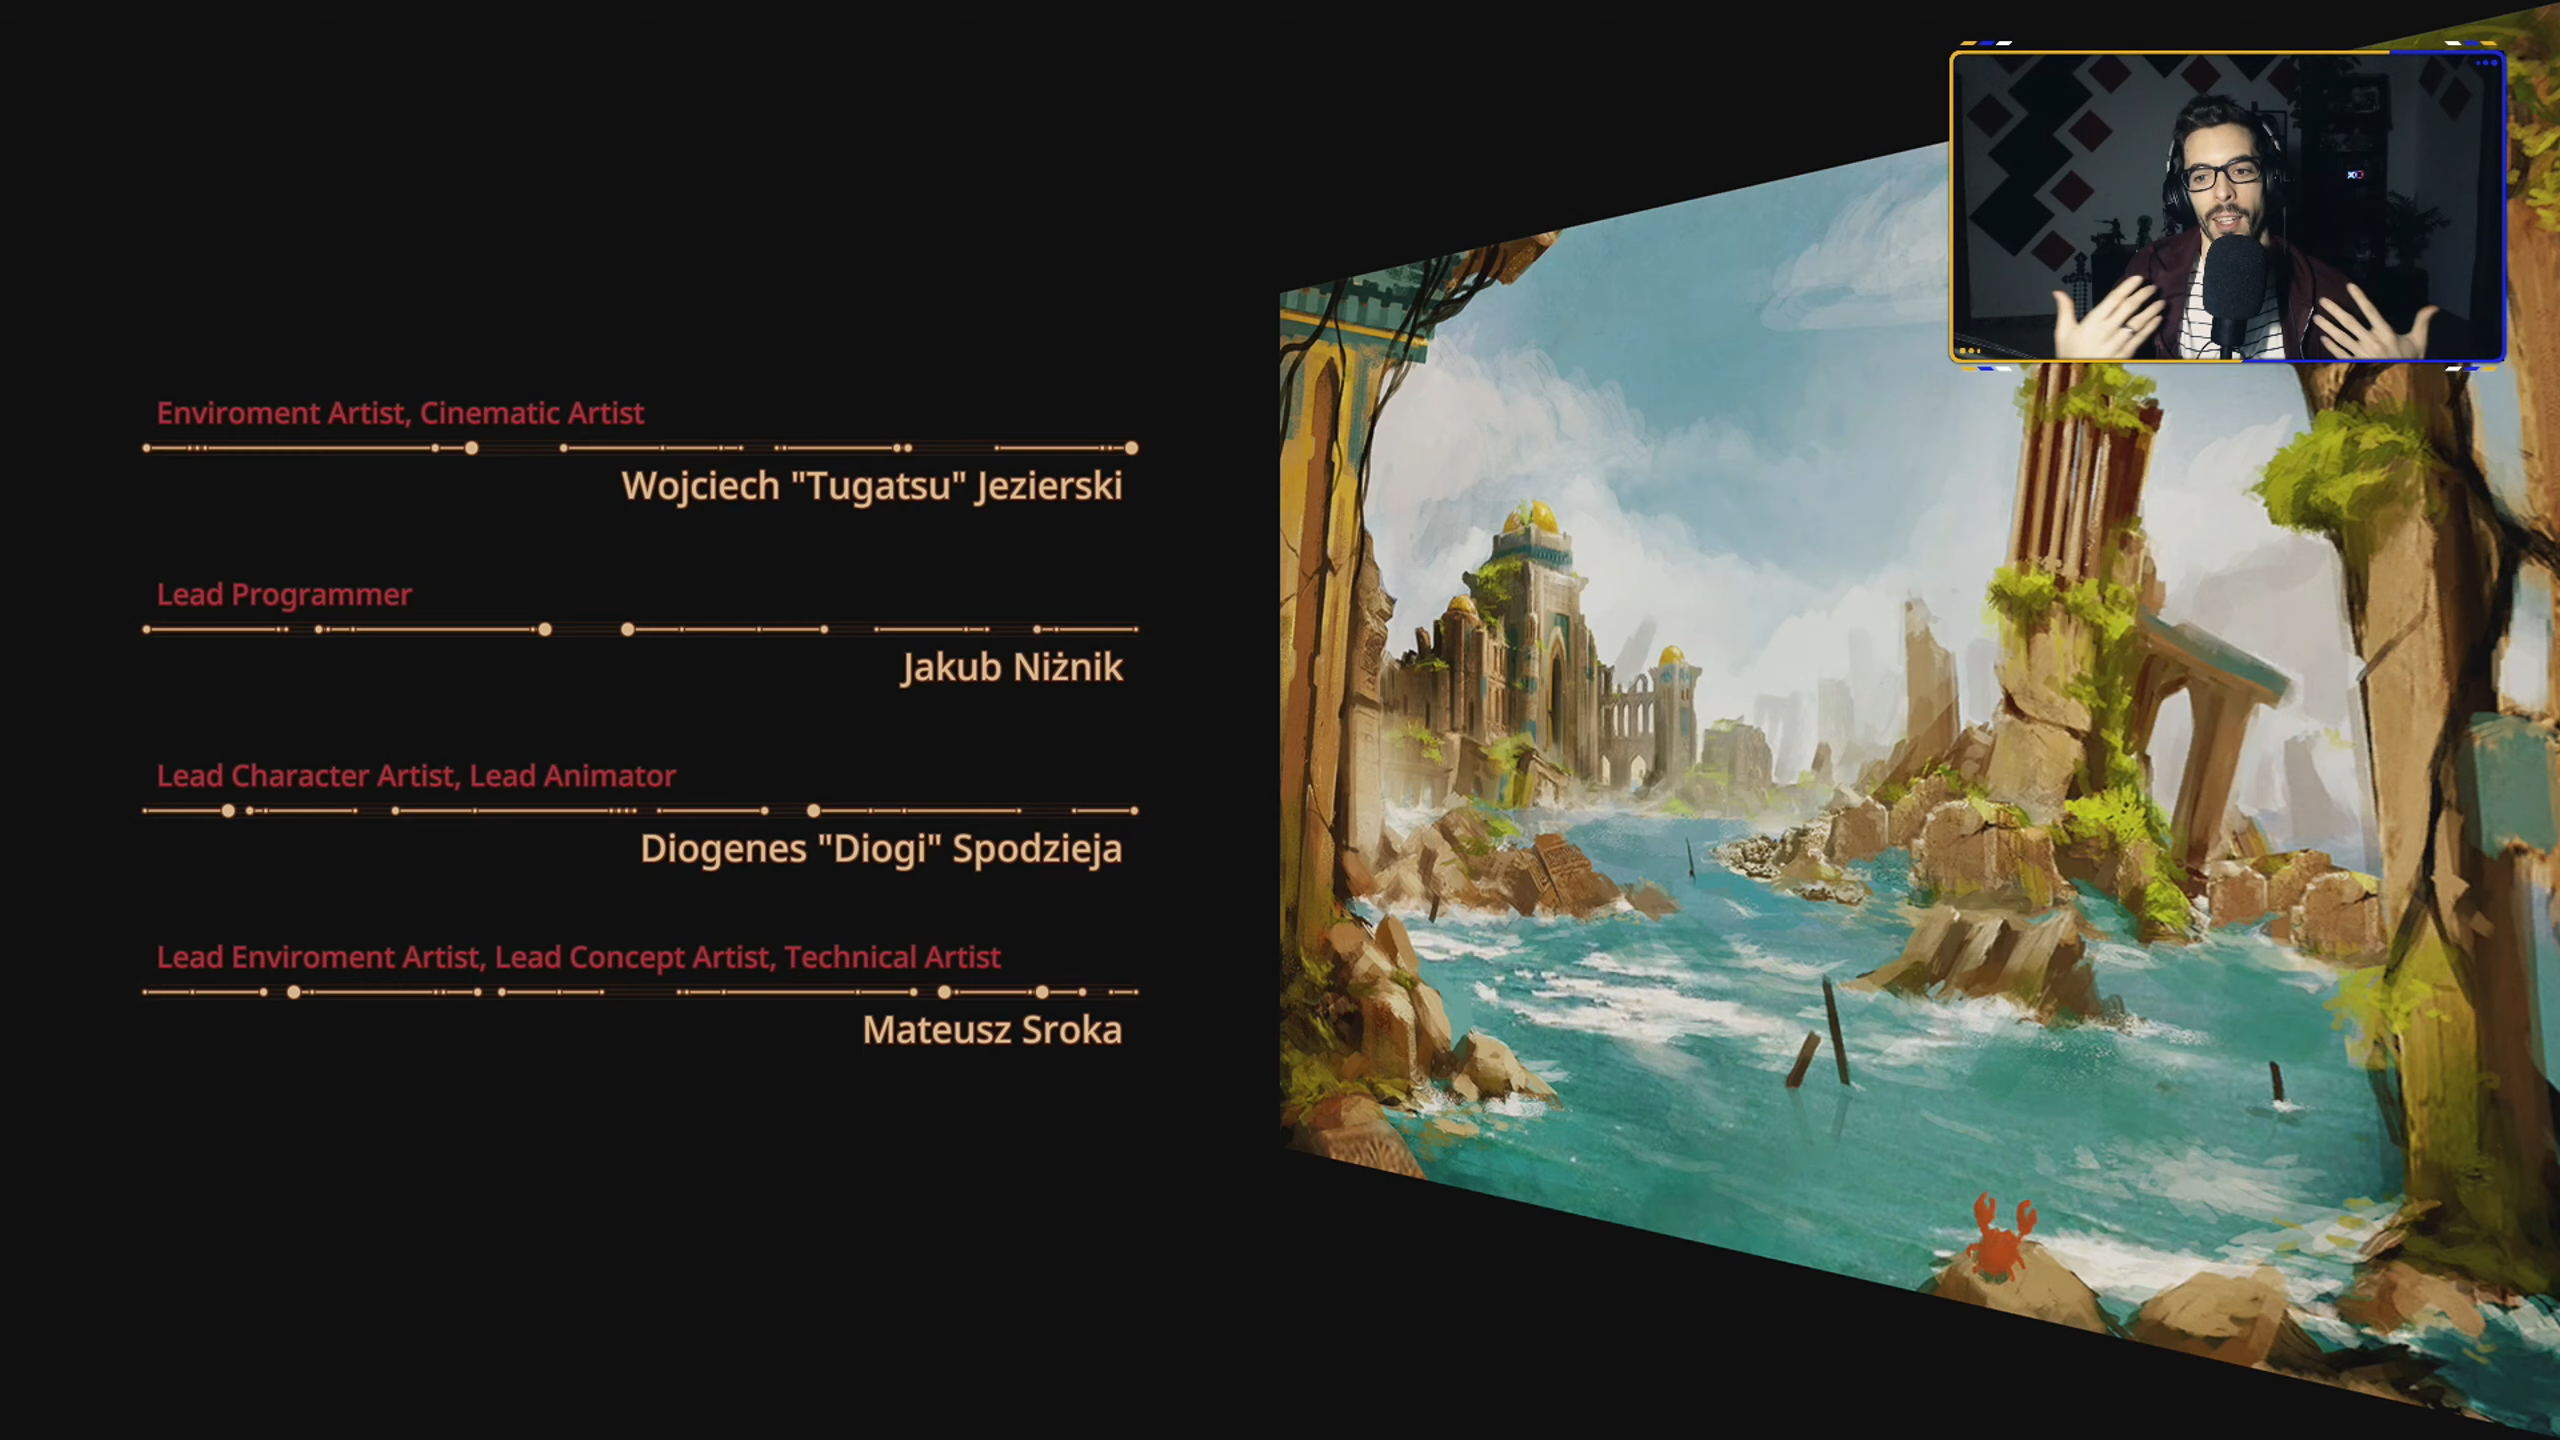 Enviroment Artist, Cinematic Artist
Wojciech "Tugatsu" Jezierski
Lead Programmer
Jakub Niżnik
Lead Character Artist, Lead Animator
Diogenes "Diogi" Spodzieja
Lead Enviroment Artist, Lead Concept Artist, Technical Artist
Mateusz Sroka